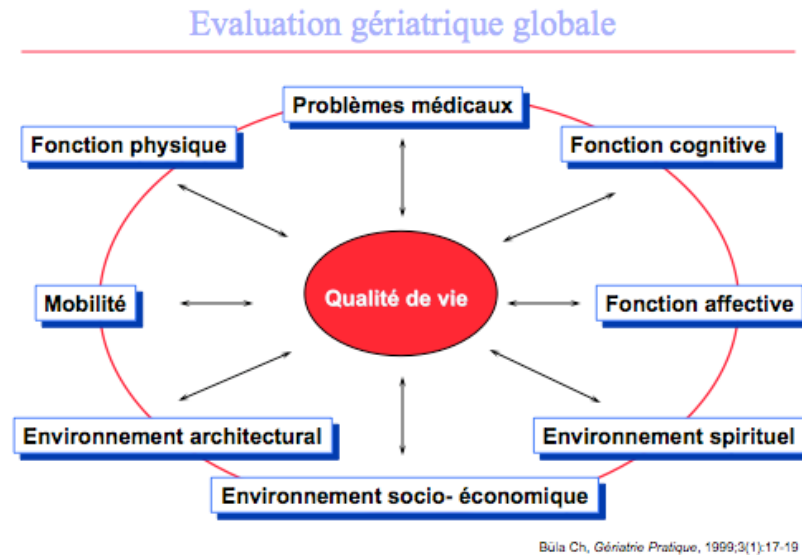 Evaluation gériatrique globale
Problèmes médicaux
Fonction physique
Fonction cognitive
Mobilité
Qualité de vie
Fonction affective
Environnement architectural
Environnement spirituel
Environnement socio- économique
Büla Ch, Gériatrie Pratique, 1999;3(1):17-19